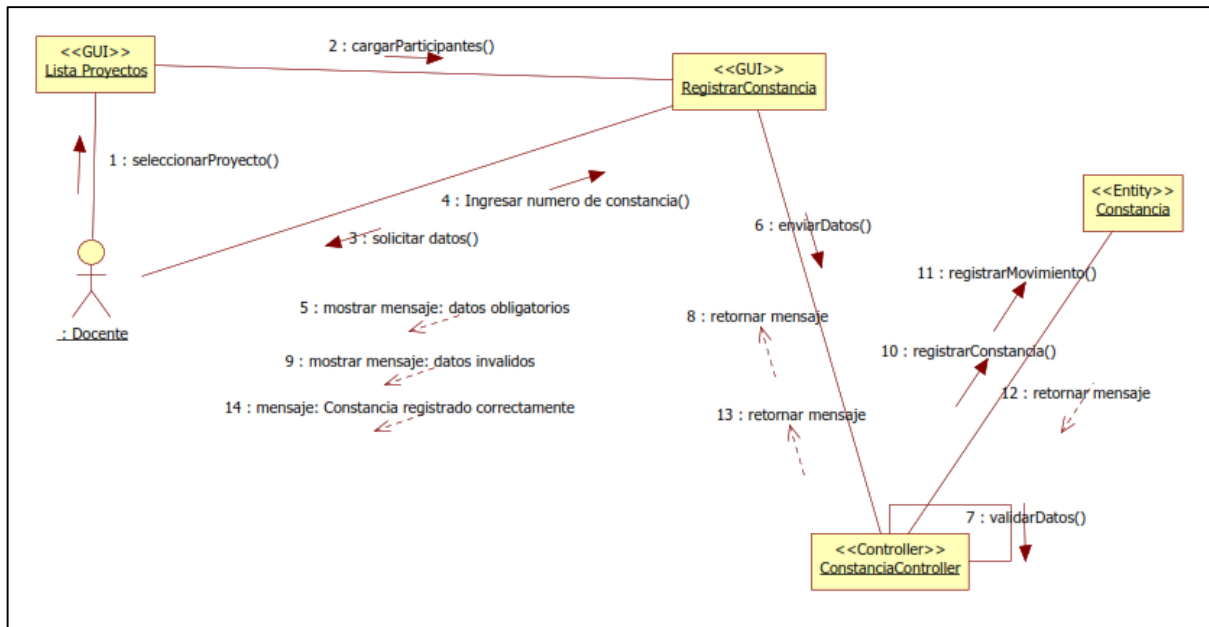 <<GUI>>
Lista Proyectos
2 : cargarParticipantes()
<<GUI>>
RegistrarConstancia
1 : seleccionarProyecto()
4 : Ingresar numero de constancia()
3 : solicitar datos()
6 : enviarDatos()
<<Entity>>
Constancia
: Docente
5 : mostrar mensaje: datos obligatorios
9 : mostrar mensaje: datos invalidos
14 : mensaje: Constancia registrado correctamente
8 : retornar mensaje
13 : retornar mensaje
11 : registrarMovimiento()
10 : registrarConstancia()
12 : retornar mensaje
7 : validarDatos()
<<Controller>>
ConstanciaController